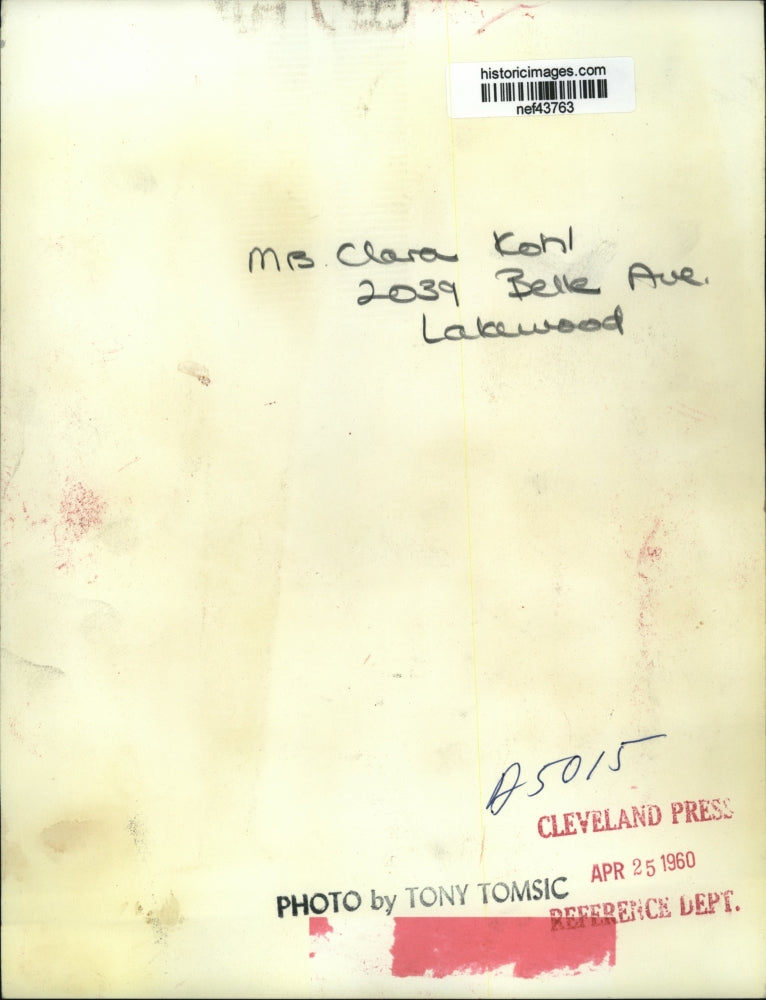 historicimages.com
nef43763
Mrs. Clara Kohl
2039 Belle Ave.
Lakewood
A5015
CLEVELAND PRESS
APR 25 1960
REFERENCE DEPT.
PHOTO by TONY TOMSIC